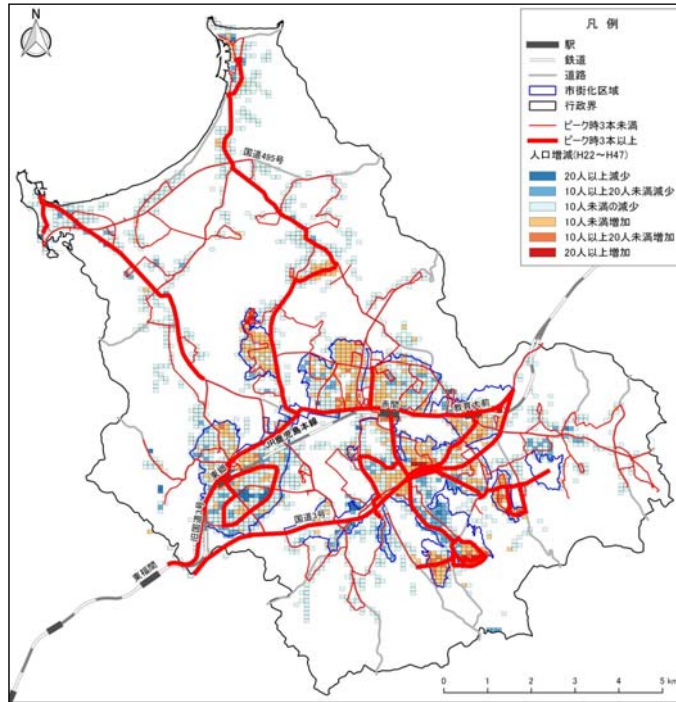 N
凡 例
駅
鉄道
道路
市街化区域
行政界
ピーク時3本未満
ピーク時3本以上
人口増減(H22～H47)
20人以上減少
10人以上20人未満減少
10人未満の減少
10人未満増加
10人以上20人未満増加
20人以上増加
国道495号
赤間
教育大前
JR鹿児島本線
東郷
旧国道3号
国道3号
東福間
0 1 2 3 4 5 km